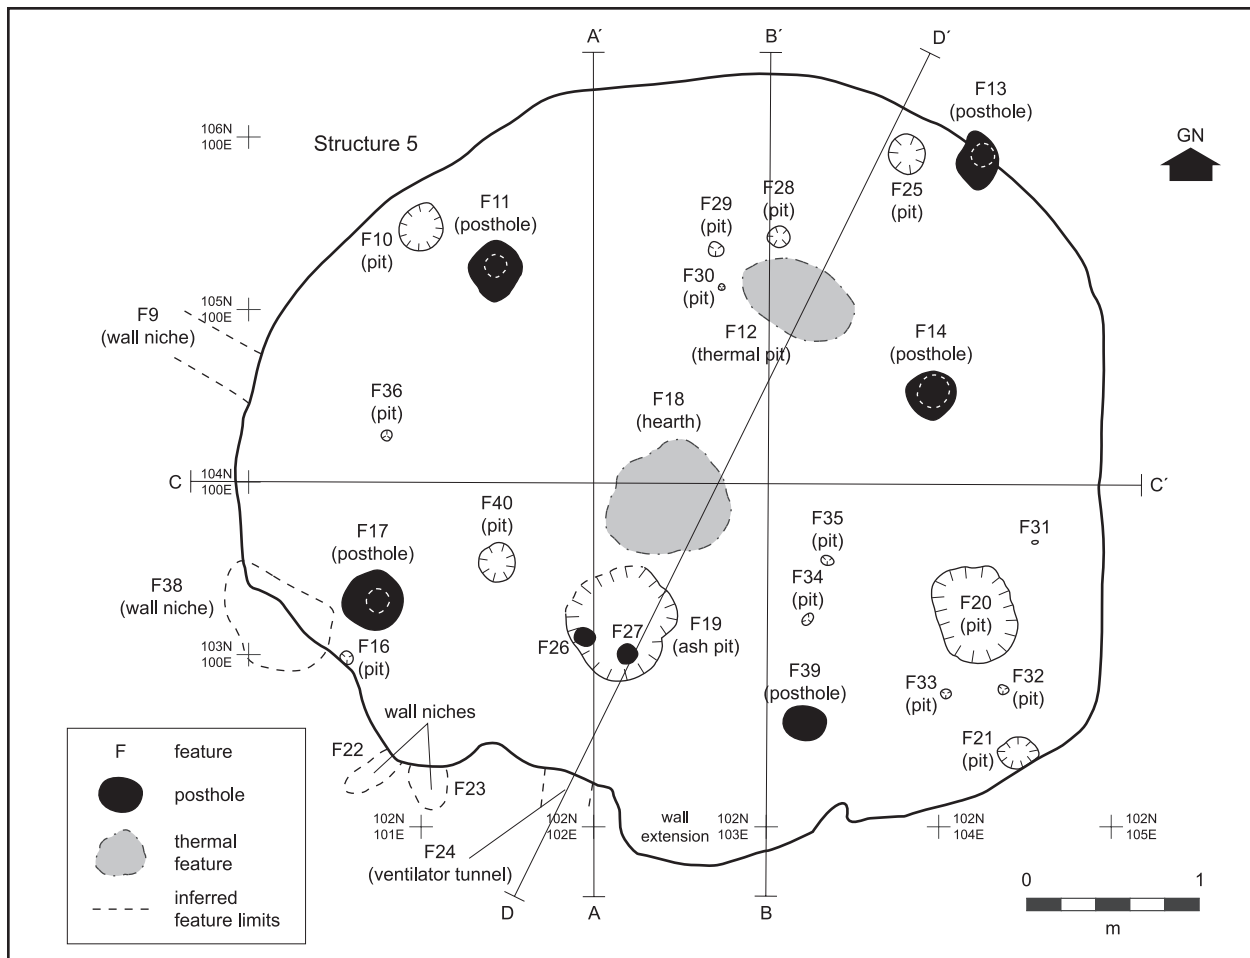 A´
B´
D´
F13
(posthole)
106N
100E
Structure 5
GN
F11
(posthole)
F28
(pit)
F29
(pit)
F25
(pit)
F10
(pit)
F30
(pit)
105N
100E
F9
(wall niche)
F12
(thermal pit)
F14
(posthole)
F36
(pit)
F18
(hearth)
C
104N
100E
C´
F40
(pit)
F35
(pit)
F31
F17
(posthole)
F34
(pit)
F38
(wall niche)
F20
(pit)
F26
F27
F19
(ash pit)
F16
(pit)
103N
100E
F39
(posthole)
F33
(pit)
F32
(pit)
wall niches
F22
F23
F21
(pit)
102N
101E
102N
102E
wall
extension
102N
103E
102N
104E
102N
105E
F24
(ventilator tunnel)
D
A
B
F feature
posthole
thermal
feature
inferred
feature limits
0 1
m